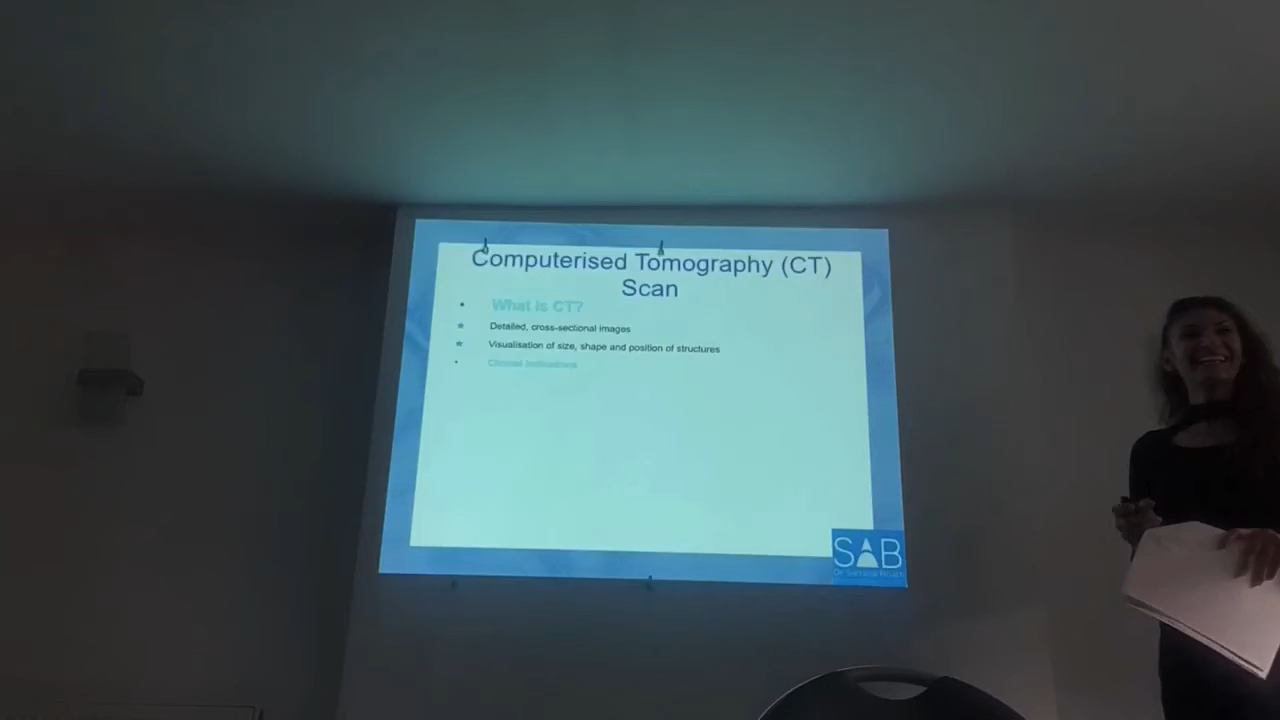 Computerised Tomography (CT)
Scan
What is CT?
Detailed, cross-sectional images
Visualisation of size, shape and position of structures
Clinical Indications
SAB